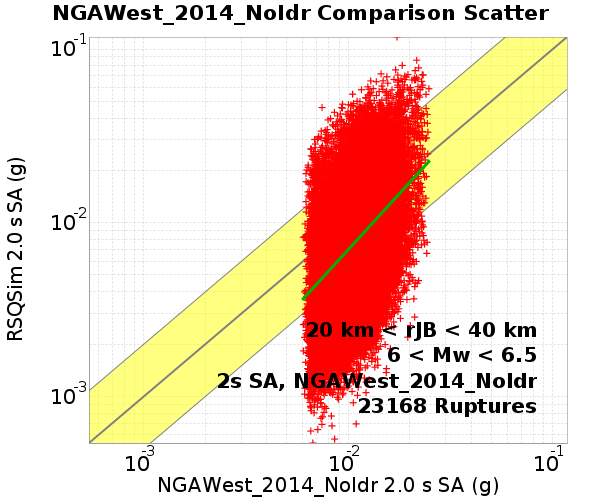 NGAWest_2014_NoIdr Comparison Scatter
10-1
10-2
10-3
RSQSim 2.0 s SA (g)
20 km < rJB < 40 km
6 < Mw < 6.5
2s SA, NGAWest_2014_NoIdr
23168 Ruptures
10-3 10-2 10-1
NGAWest_2014_NoIdr 2.0 s SA (g)